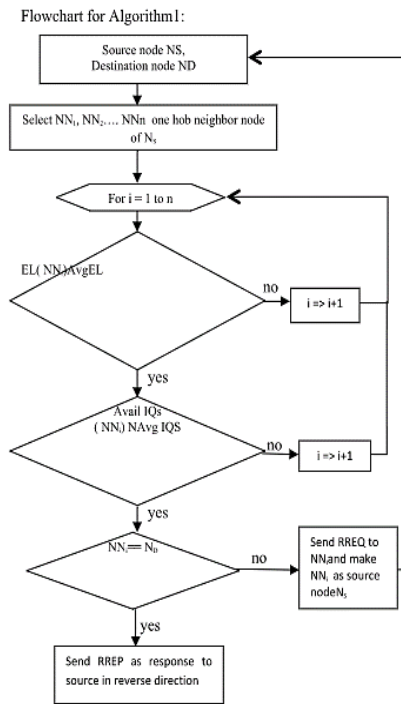 Flowchart for Algorithm1:
Source node NS,
Destination node ND
Select NN₁, NN₂.... NNn one hob neighbor node
of Nₛ
For i = 1 to n
EL( NNᵢ)AvgEL
no
i => i+1
yes
Avail IQs
( NNᵢ) NAvg IQS
no
i => i+1
yes
NNᵢ== N_D
no
Send RREQ to
NNᵢand make
NNᵢ as source
nodeNₛ
yes
Send RREP as response to
source in reverse direction